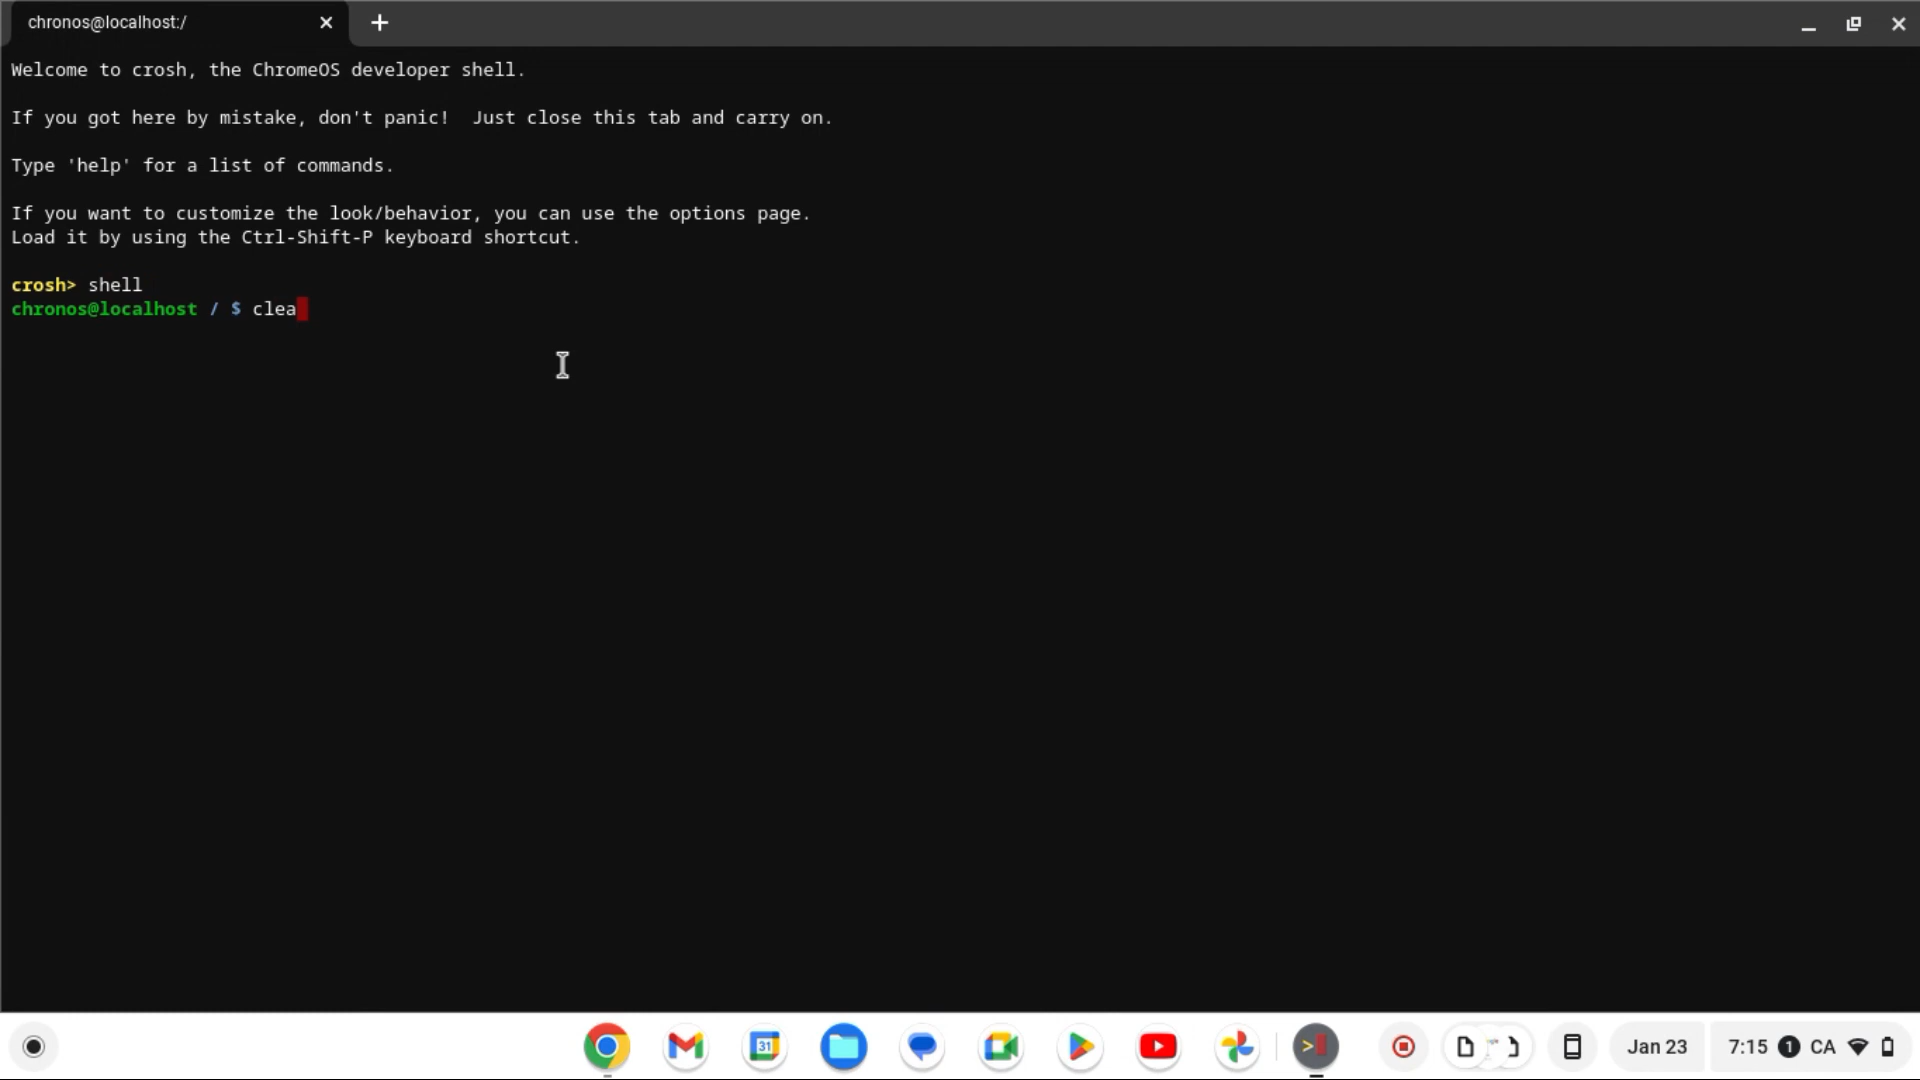 chronos@localhost:/
Welcome to crosh, the ChromeOS developer shell.
If you got here by mistake, don't panic!  Just close this tab and carry on.
Type 'help' for a list of commands.
If you want to customize the look/behavior, you can use the options page.
Load it by using the Ctrl-Shift-P keyboard shortcut.
crosh> shell
chronos@localhost / $ clea
31
Jan 23
7:15 1 CA